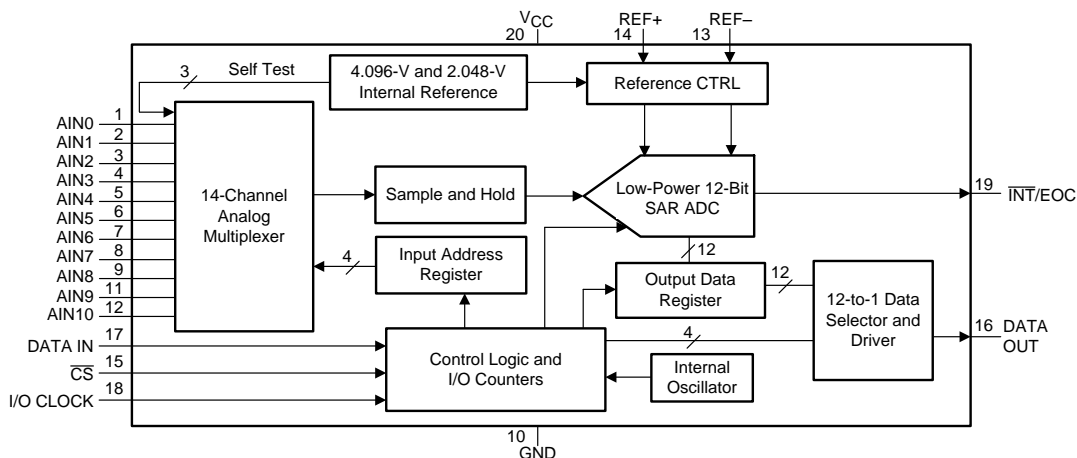 VCC
20
REF+
14
REF–
13
3
Self Test
4.096-V and 2.048-V
Internal Reference
Reference CTRL
AIN0
1
AIN1
2
AIN2
3
AIN3
4
AIN4
5
AIN5
6
AIN6
7
AIN7
8
AIN8
9
AIN9
11
AIN10
12
14-Channel
Analog
Multiplexer
Sample and Hold
Low-Power 12-Bit
SAR ADC
19
INT/EOC
4
Input Address
Register
12
Output Data
Register
12
12-to-1 Data
Selector and
Driver
16
DATA
OUT
DATA IN
17
CS
15
I/O CLOCK
18
Control Logic and
I/O Counters
4
Internal
Oscillator
10
GND